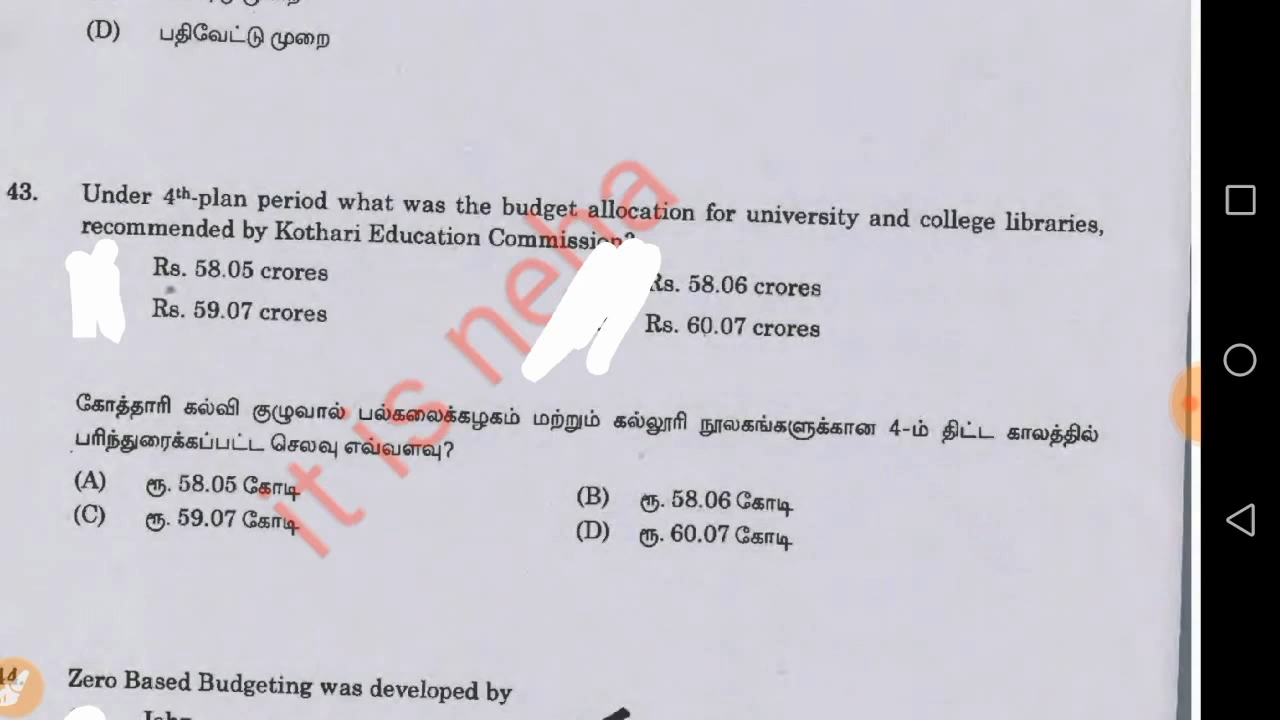 (D) பதிவேட்டு முறை
43. Under 4th-plan period what was the budget allocation for university and college libraries,
recommended by Kothari Education Commission?
Rs. 58.05 crores Rs. 58.06 crores
Rs. 59.07 crores Rs. 60.07 crores
it is neha
கோத்தாரி கல்வி குழுவால் பல்கலைக்கழகம் மற்றும் கல்லூரி நூலகங்களுக்கான 4-ம் திட்ட காலத்தில்
பரிந்துரைக்கப்பட்ட செலவு எவ்வளவு?
(A) ரூ. 58.05 கோடி (B) ரூ. 58.06 கோடி
(C) ரூ. 59.07 கோடி (D) ரூ. 60.07 கோடி
44. Zero Based Budgeting was developed by